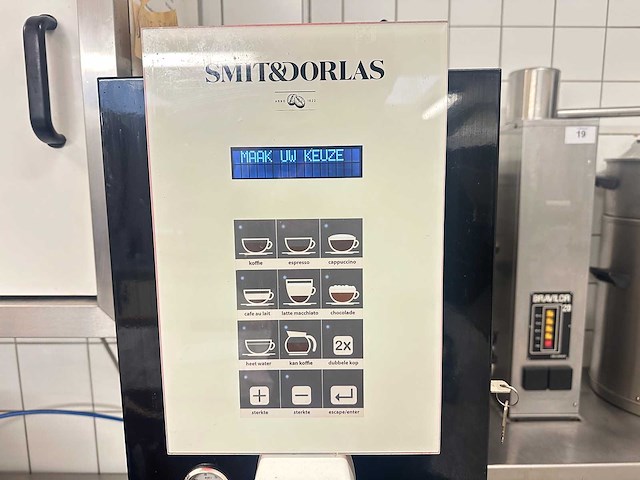 SMIT&DORLAS
MAAK UW KEUZE
koffie espresso cappuccino
cafe au lait latte macchiato chocolade
heet water kan koffie dubbele kop
2x
+ −
sterkte sterkte escape/enter
19
BRAVILOR